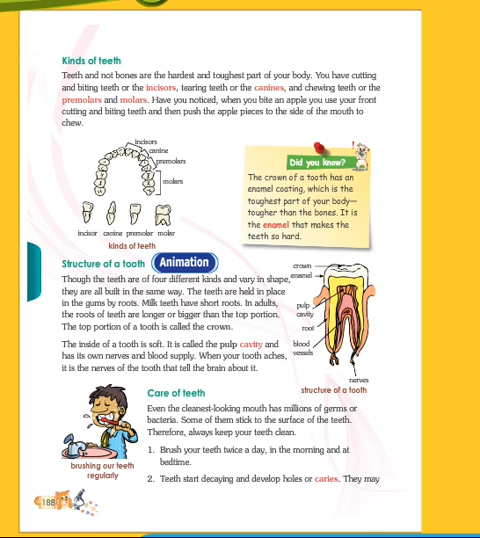 Kinds of teeth
Teeth and not bones are the hardest and toughest part of your body. You have cutting
and biting teeth or the incisors, tearing teeth or the canines, and chewing teeth or the
premolars and molars. Have you noticed, when you bite an apple you use your front
cutting and biting teeth and then push the apple pieces to the side of the mouth to
chew.
incisors
canine
premolars
molars
incisor canine premolar molar
kinds of teeth
Did you know?
The crown of a tooth has an
enamel coating, which is the
toughest part of your body—
tougher than the bones. It is
the enamel that makes the
teeth so hard.
Structure of a tooth
Animation
Though the teeth are of four different kinds and vary in shape,
they are all built in the same way. The teeth are held in place
in the gums by roots. Milk teeth have short roots. In adults,
the roots of teeth are longer or bigger than the top portion.
The top portion of a tooth is called the crown.
The inside of a tooth is soft. It is called the pulp cavity and
has its own nerves and blood supply. When your tooth aches,
it is the nerves of the tooth that tell the brain about it.
crown
enamel
pulp
cavity
root
blood
vessels
nerves
structure of a tooth
brushing our teeth
regularly
Care of teeth
Even the cleanest-looking mouth has millions of germs or
bacteria. Some of them stick to the surface of the teeth.
Therefore, always keep your teeth clean.
1. Brush your teeth twice a day, in the morning and at
bedtime.
2. Teeth start decaying and develop holes or caries. They may
188